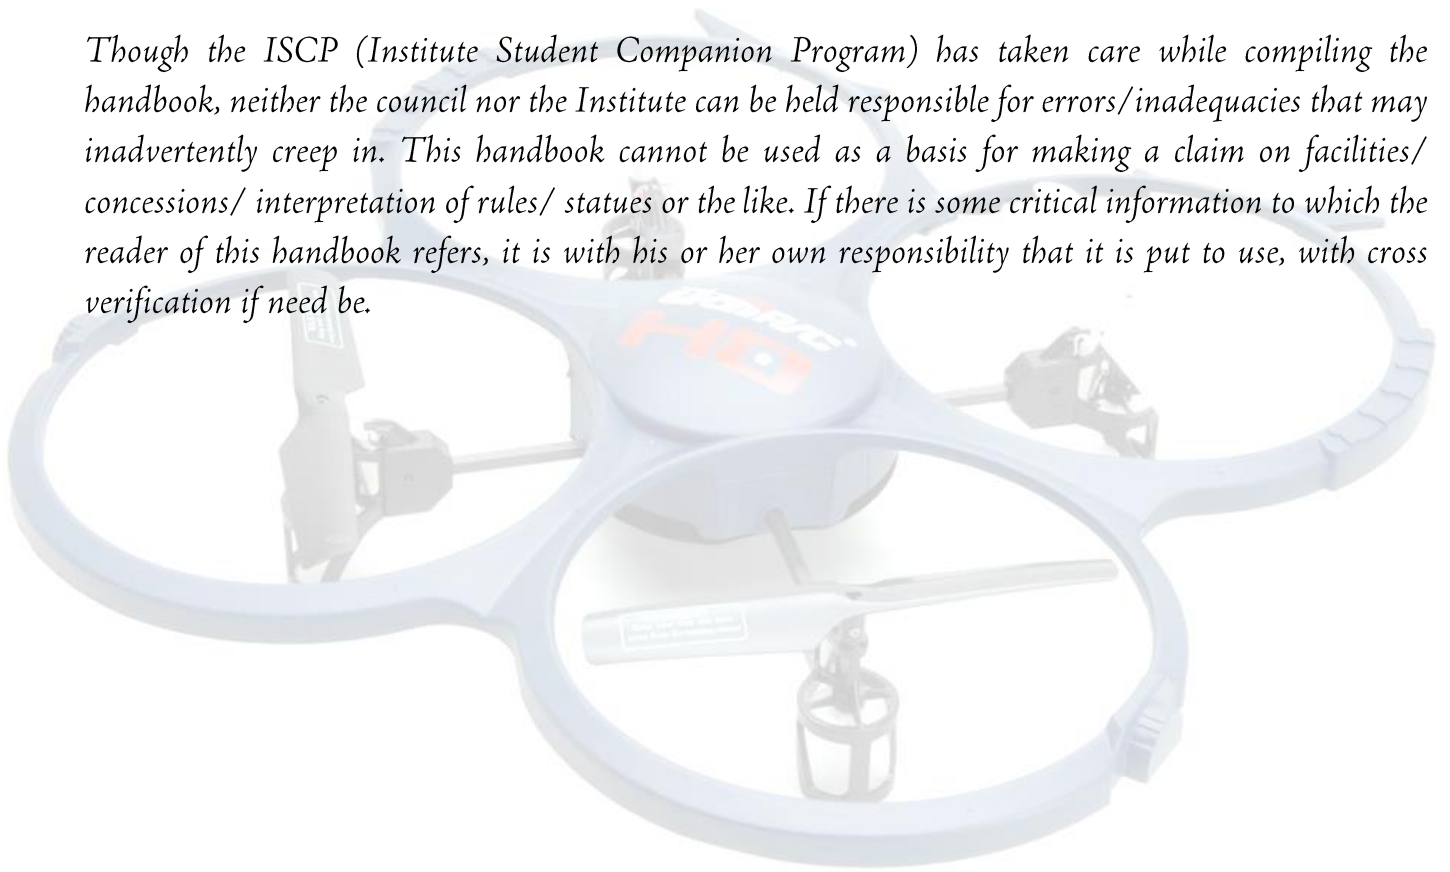 Though the ISCP (Institute Student Companion Program) has taken care while compiling the
handbook, neither the council nor the Institute can be held responsible for errors/inadequacies that may
inadvertently creep in. This handbook cannot be used as a basis for making a claim on facilities/
concessions/ interpretation of rules/ statues or the like. If there is some critical information to which the
reader of this handbook refers, it is with his or her own responsibility that it is put to use, with cross
verification if need be.
HD